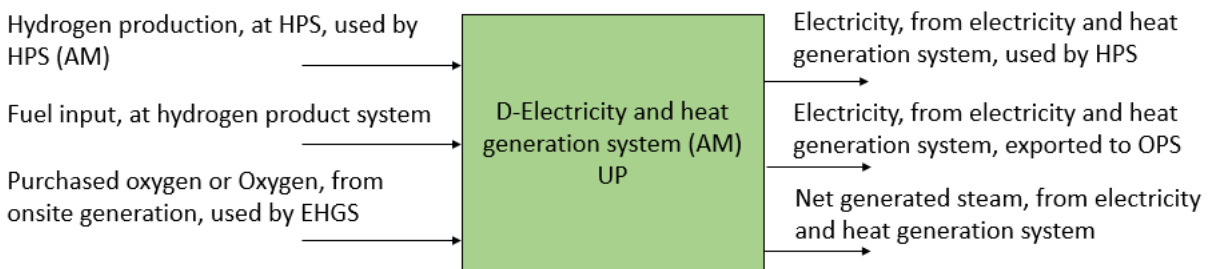 Hydrogen production, at HPS, used by
HPS (AM)
Fuel input, at hydrogen product system
Purchased oxygen or Oxygen, from
onsite generation, used by EHGS
D-Electricity and heat
generation system (AM)
UP
Electricity, from electricity and heat
generation system, used by HPS
Electricity, from electricity and heat
generation system, exported to OPS
Net generated steam, from electricity
and heat generation system